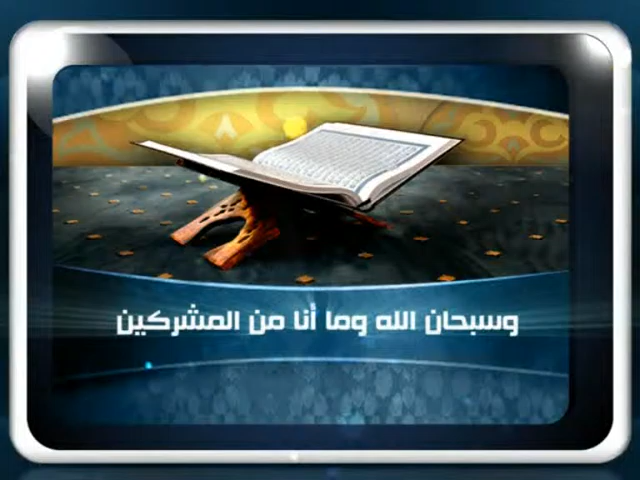 وسبحان الله وما أنا من المشركين